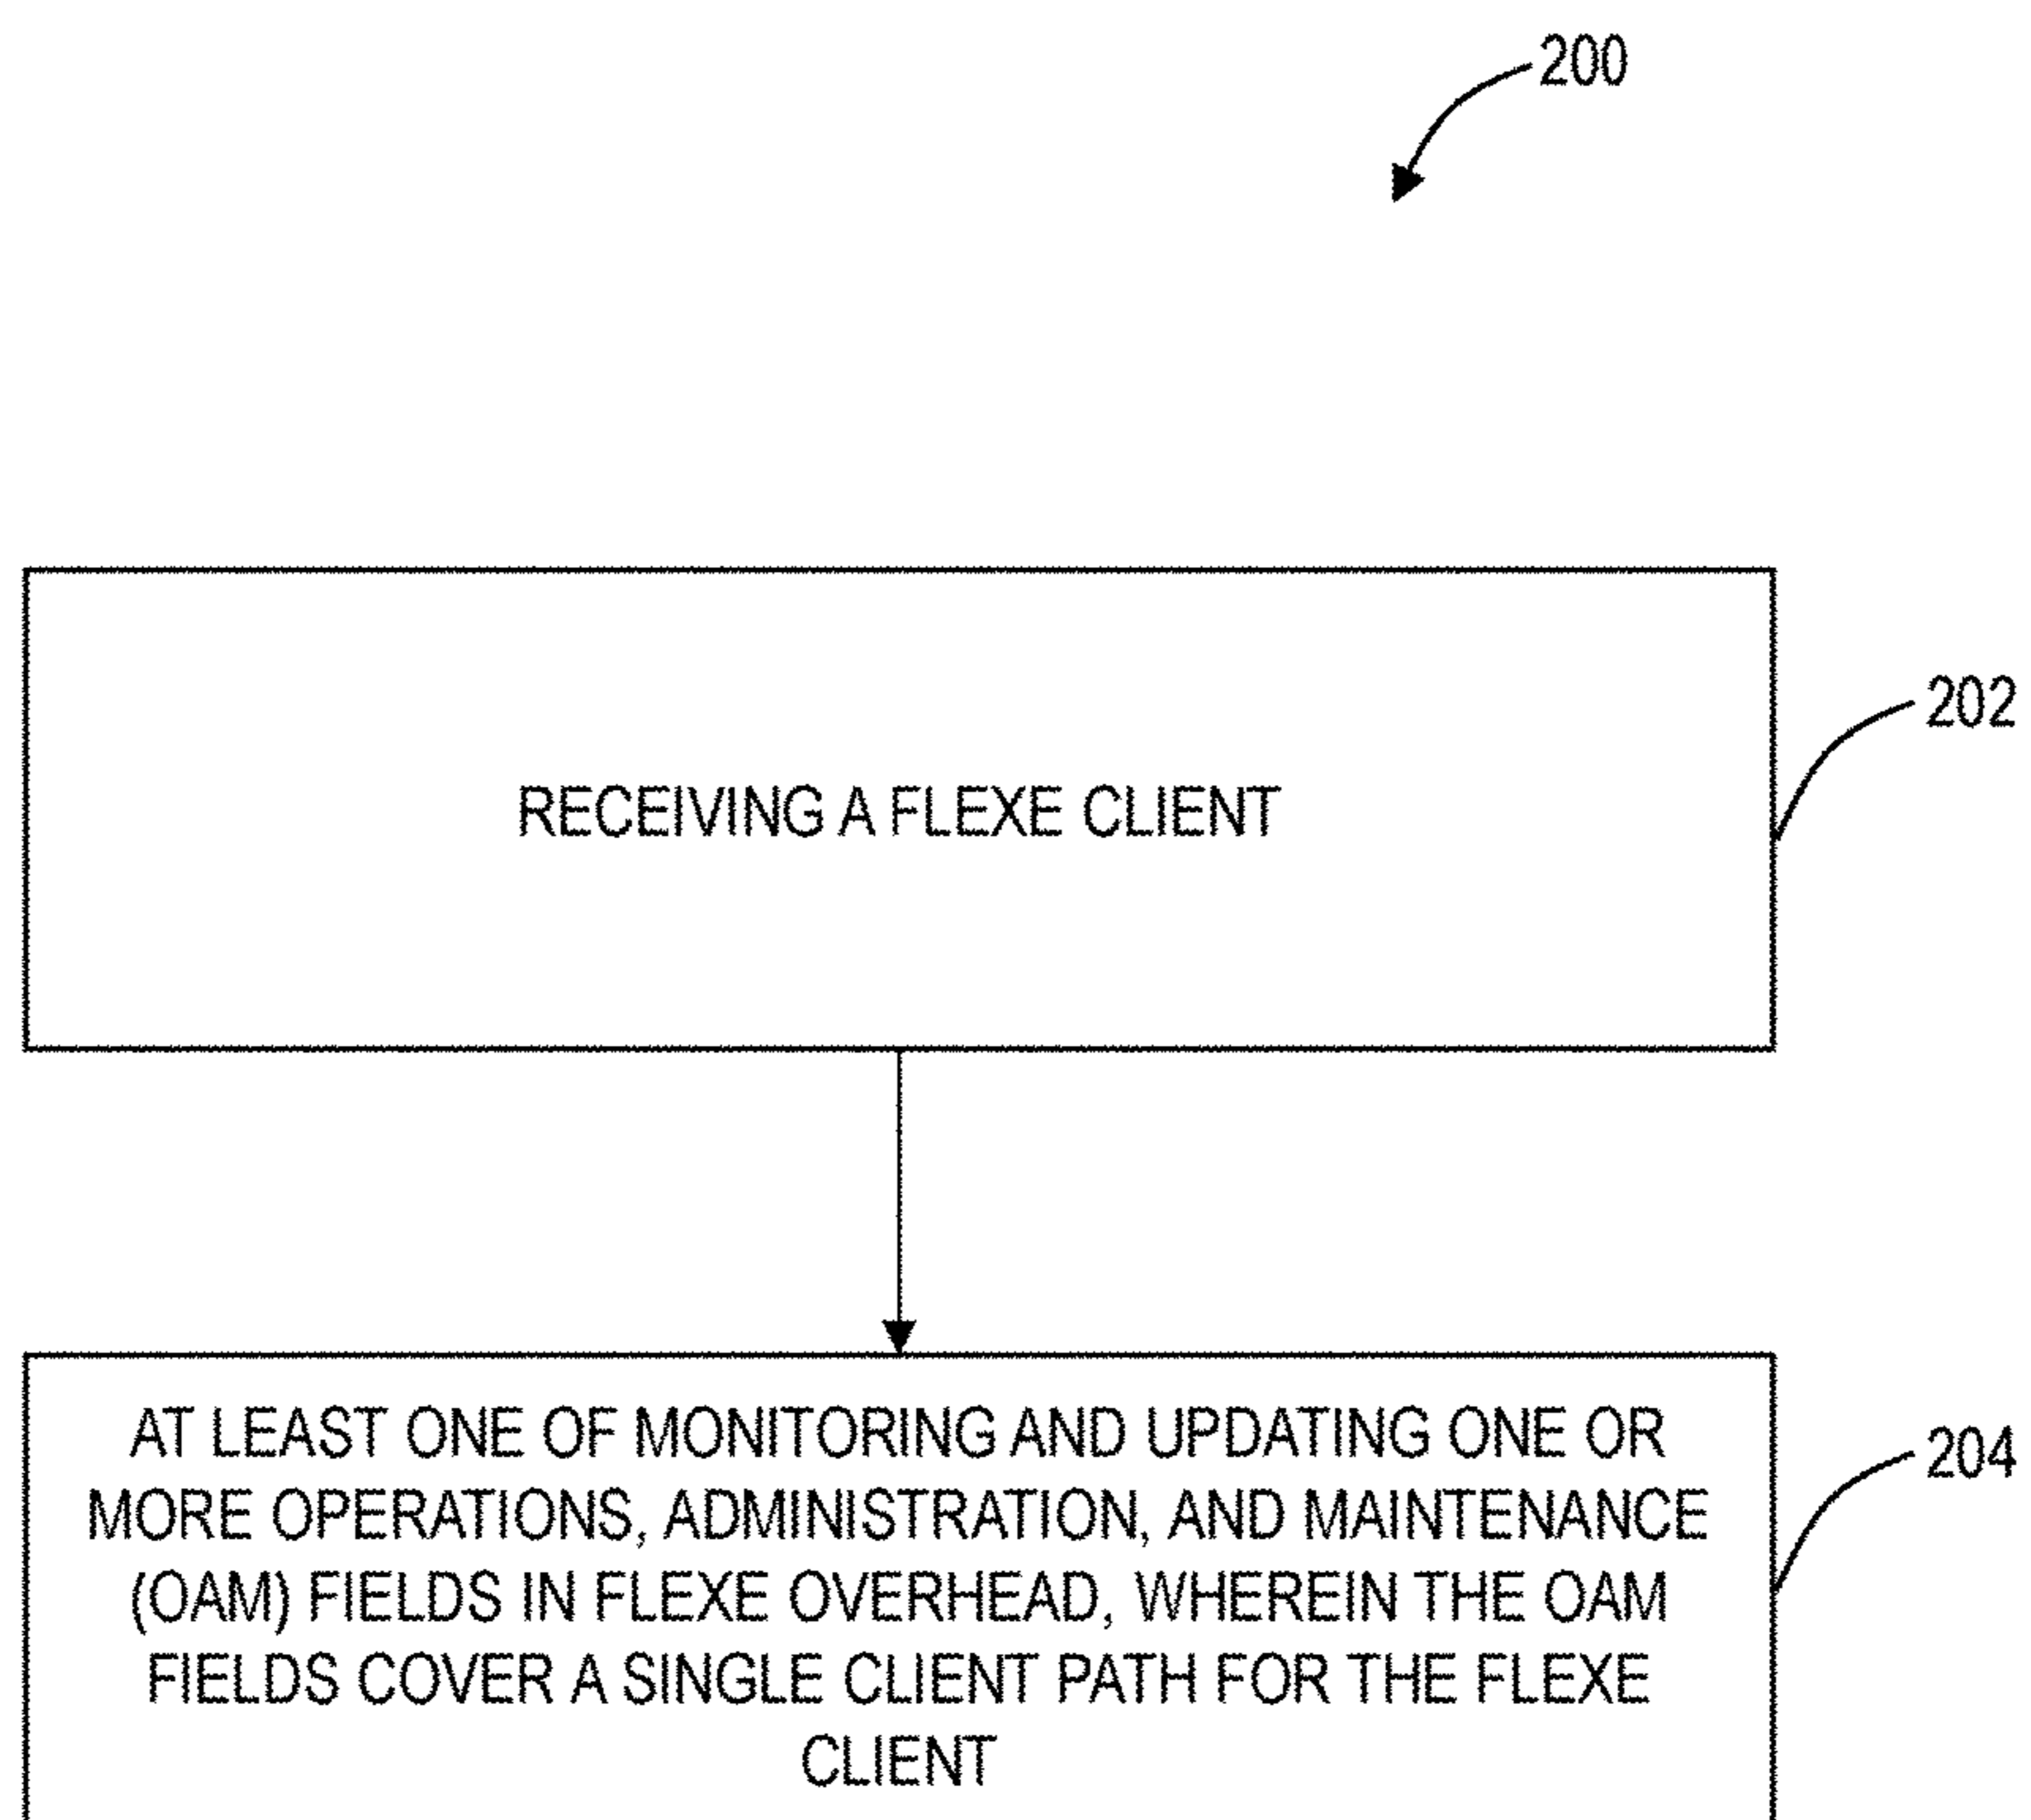 200
RECEIVING A FLEXE CLIENT
202
AT LEAST ONE OF MONITORING AND UPDATING ONE OR
MORE OPERATIONS, ADMINISTRATION, AND MAINTENANCE
(OAM) FIELDS IN FLEXE OVERHEAD, WHEREIN THE OAM
FIELDS COVER A SINGLE CLIENT PATH FOR THE FLEXE
CLIENT
204